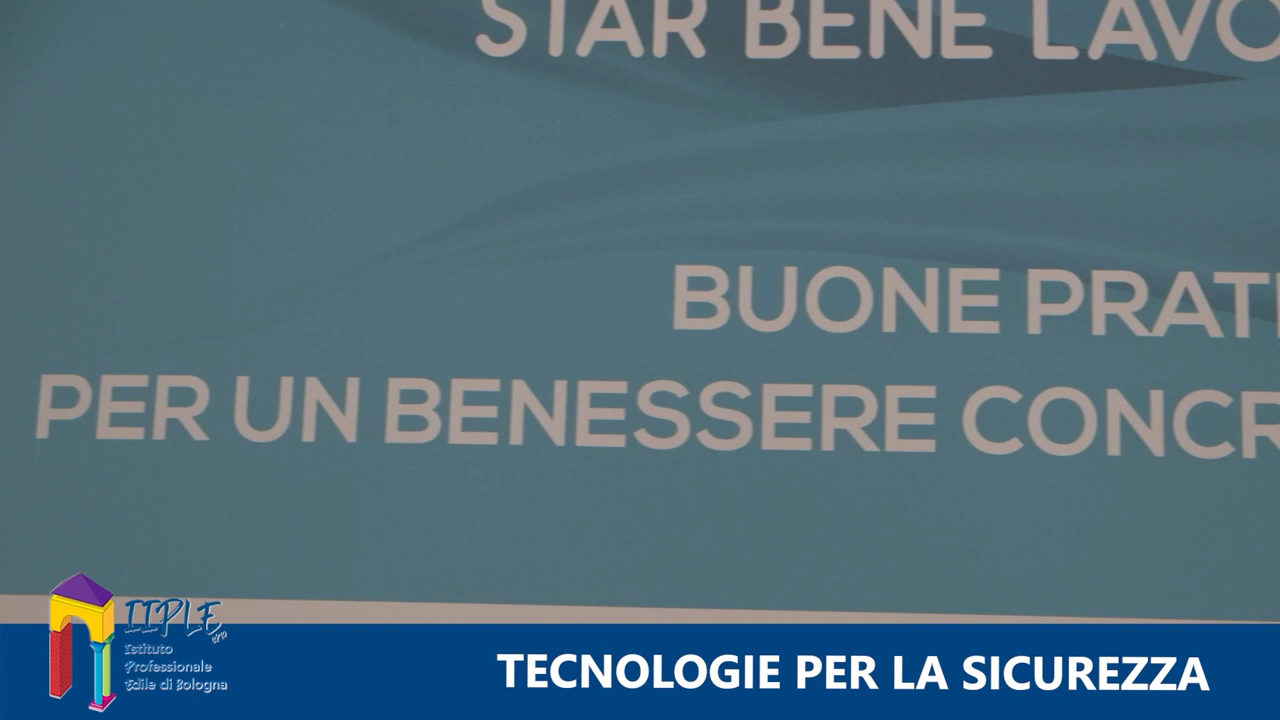 STAR BENE LAVO
BUONE PRATI
PER UN BENESSERE CONCR
IIPLE
Istituto
Professionale
Edile di Bologna
TECNOLOGIE PER LA SICUREZZA